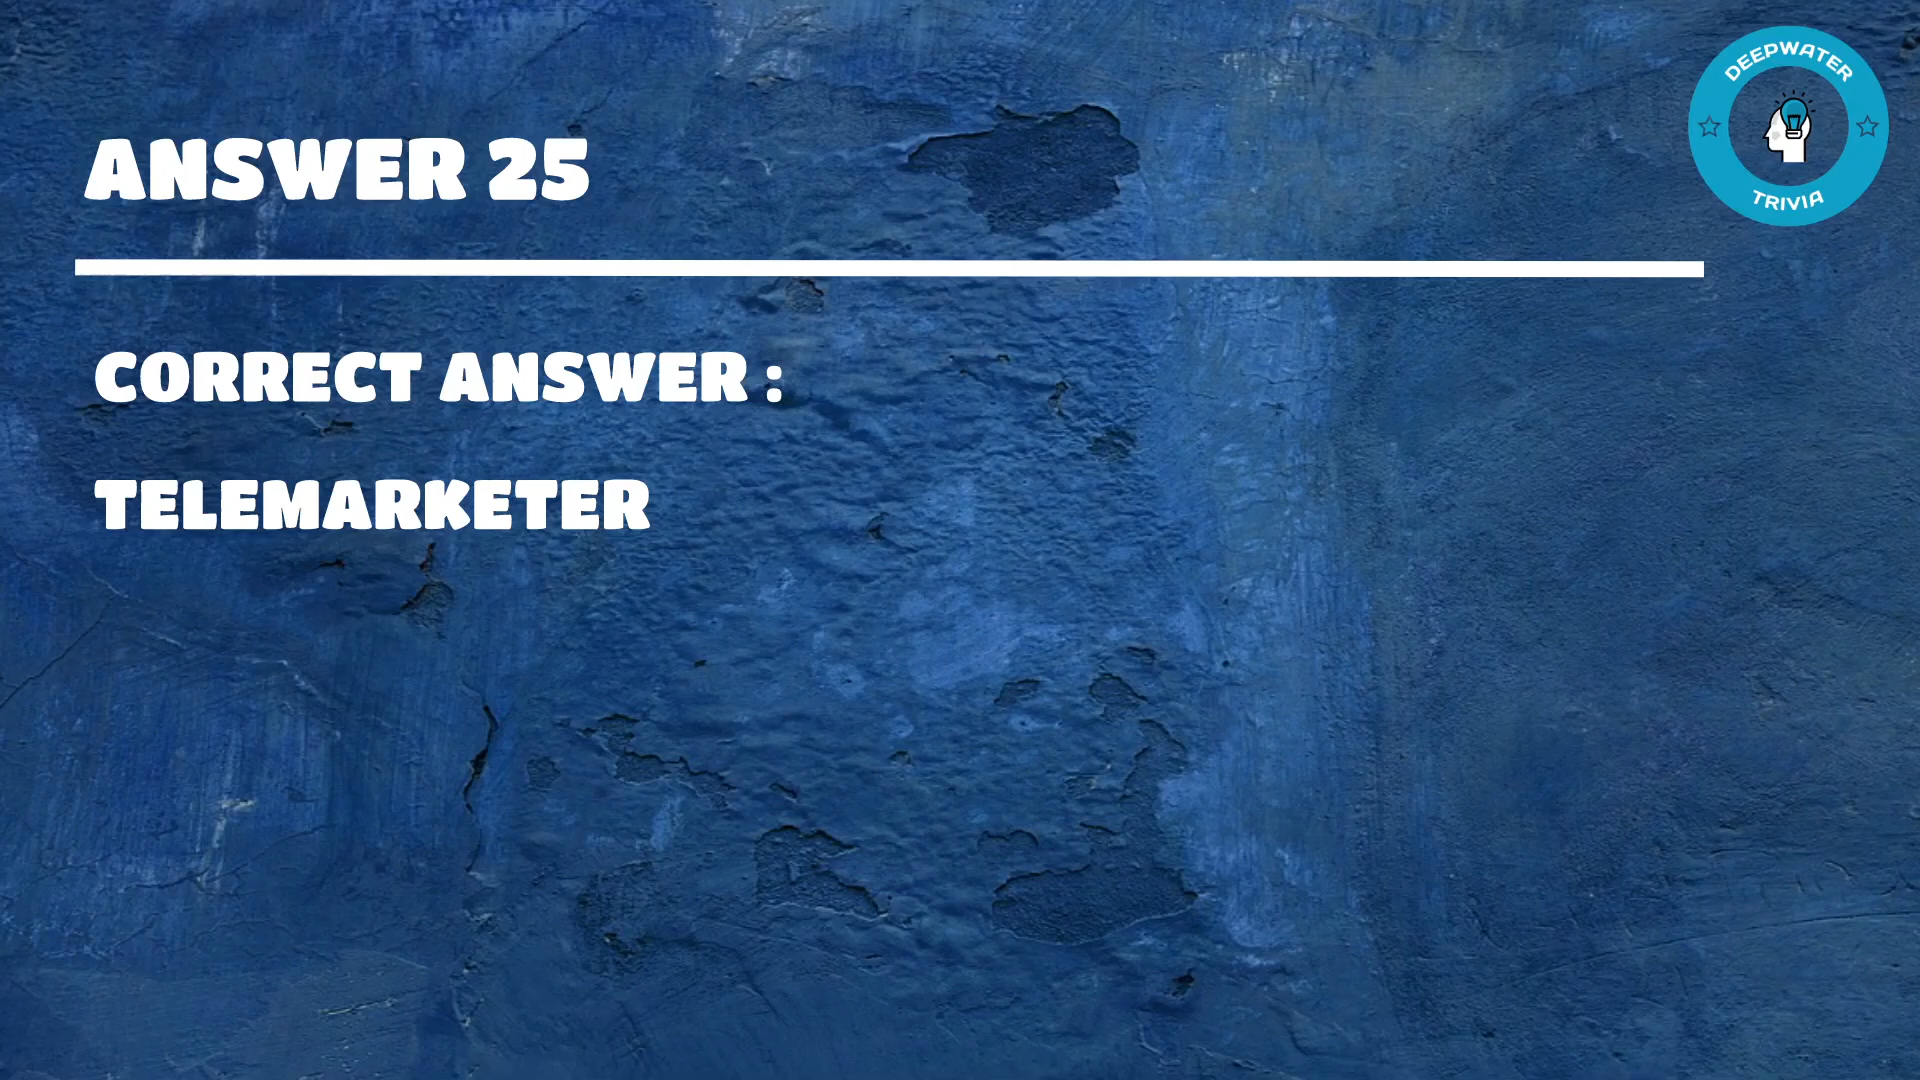 DEEPWATER
TRIVIA
ANSWER 25
CORRECT ANSWER :
TELEMARKETER